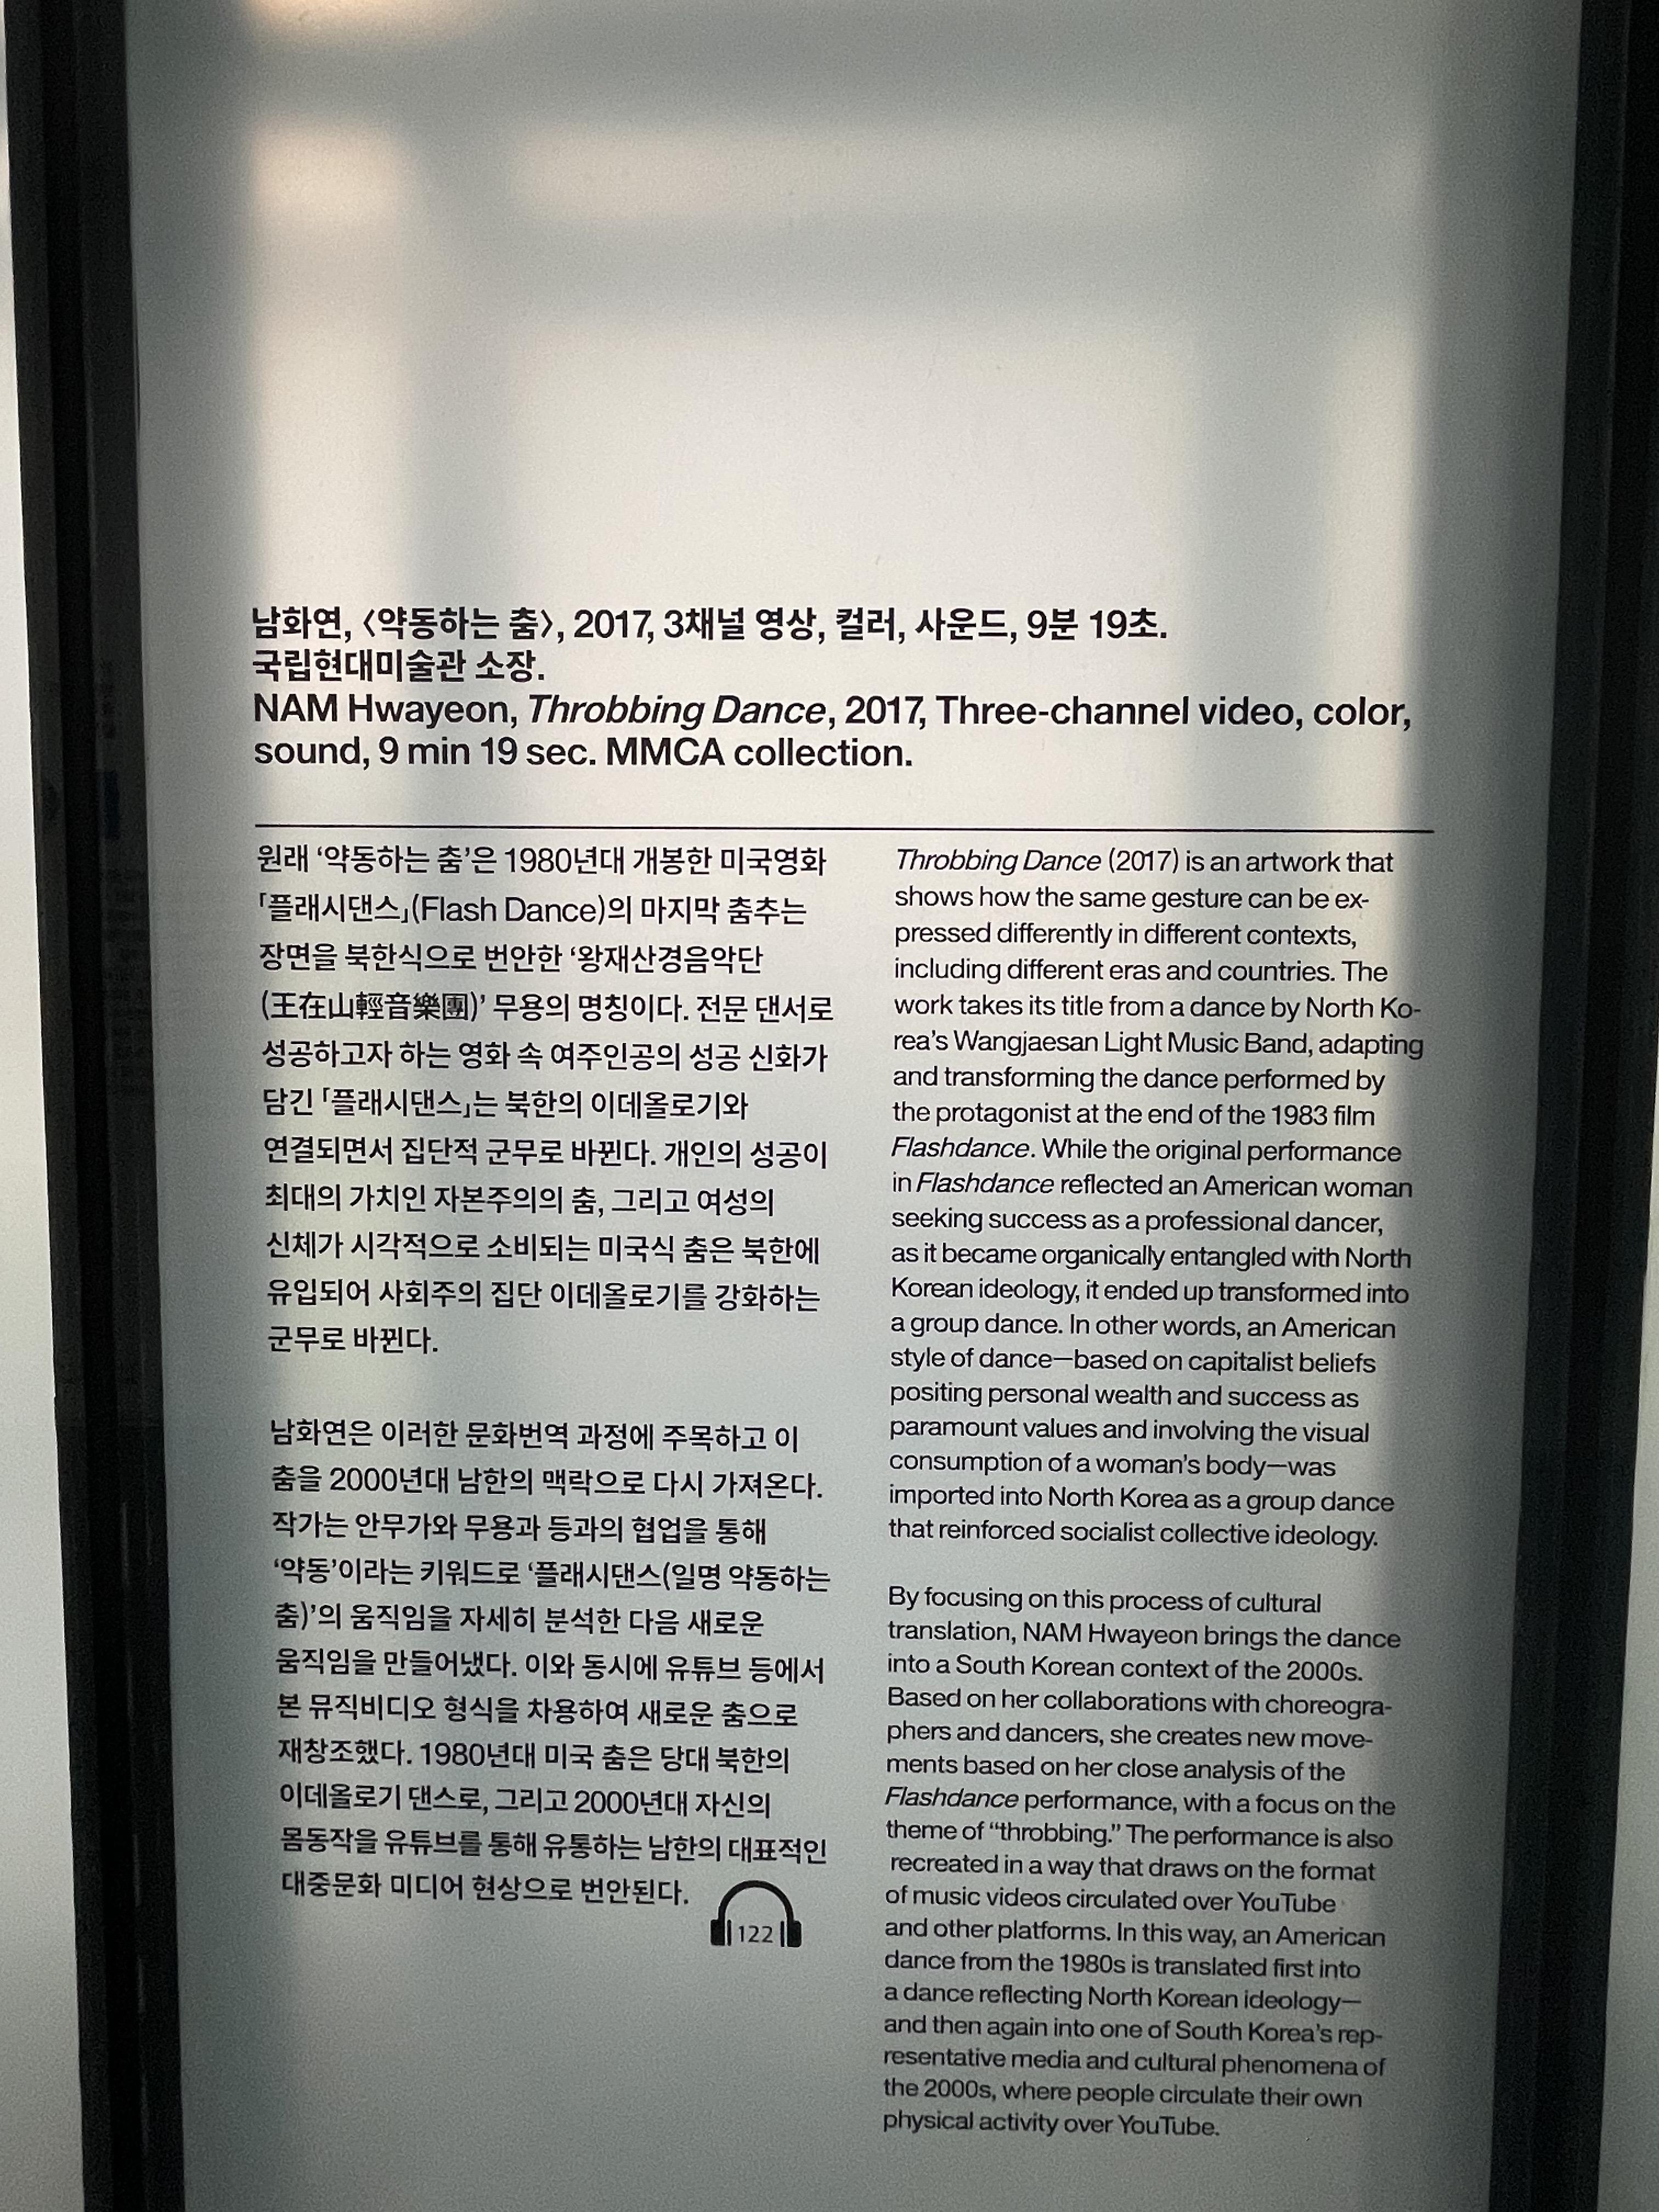 남화연, 〈약동하는 춤〉, 2017, 3채널 영상, 컬러, 사운드, 9분 19초.
국립현대미술관 소장.
NAM Hwayeon, Throbbing Dance, 2017, Three-channel video, color,
sound, 9 min 19 sec. MMCA collection.
원래 ‘약동하는 춤’은 1980년대 개봉한 미국영화
「플래시댄스」(Flash Dance)의 마지막 춤추는
장면을 북한식으로 번안한 ‘왕재산경음악단
(王在山輕音樂團)’ 무용의 명칭이다. 전문 댄서로
성공하고자 하는 영화 속 여주인공의 성공 신화가
담긴 「플래시댄스」는 북한의 이데올로기와
연결되면서 집단적 군무로 바뀐다. 개인의 성공이
최대의 가치인 자본주의의 춤, 그리고 여성의
신체가 시각적으로 소비되는 미국식 춤은 북한에
유입되어 사회주의 집단 이데올로기를 강화하는
군무로 바뀐다.
남화연은 이러한 문화번역 과정에 주목하고 이
춤을 2000년대 남한의 맥락으로 다시 가져온다.
작가는 안무가와 무용과 등과의 협업을 통해
‘약동’이라는 키워드로 ‘플래시댄스(일명 약동하는
춤)’의 움직임을 자세히 분석한 다음 새로운
움직임을 만들어냈다. 이와 동시에 유튜브 등에서
본 뮤직비디오 형식을 차용하여 새로운 춤으로
재창조했다. 1980년대 미국 춤은 당대 북한의
이데올로기 댄스로, 그리고 2000년대 자신의
몸동작을 유튜브를 통해 유통하는 남한의 대표적인
대중문화 미디어 현상으로 번안된다.
122
Throbbing Dance (2017) is an artwork that
shows how the same gesture can be ex-
pressed differently in different contexts,
including different eras and countries. The
work takes its title from a dance by North Ko-
rea’s Wangjaesan Light Music Band, adapting
and transforming the dance performed by
the protagonist at the end of the 1983 film
Flashdance. While the original performance
in Flashdance reflected an American woman
seeking success as a professional dancer,
as it became organically entangled with North
Korean ideology, it ended up transformed into
a group dance. In other words, an American
style of dance—based on capitalist beliefs
positing personal wealth and success as
paramount values and involving the visual
consumption of a woman’s body—was
imported into North Korea as a group dance
that reinforced socialist collective ideology.
By focusing on this process of cultural
translation, NAM Hwayeon brings the dance
into a South Korean context of the 2000s.
Based on her collaborations with choreogra-
phers and dancers, she creates new move-
ments based on her close analysis of the
Flashdance performance, with a focus on the
theme of “throbbing.” The performance is also
recreated in a way that draws on the format
of music videos circulated over YouTube
and other platforms. In this way, an American
dance from the 1980s is translated first into
a dance reflecting North Korean ideology—
and then again into one of South Korea’s rep-
resentative media and cultural phenomena of
the 2000s, where people circulate their own
physical activity over YouTube.